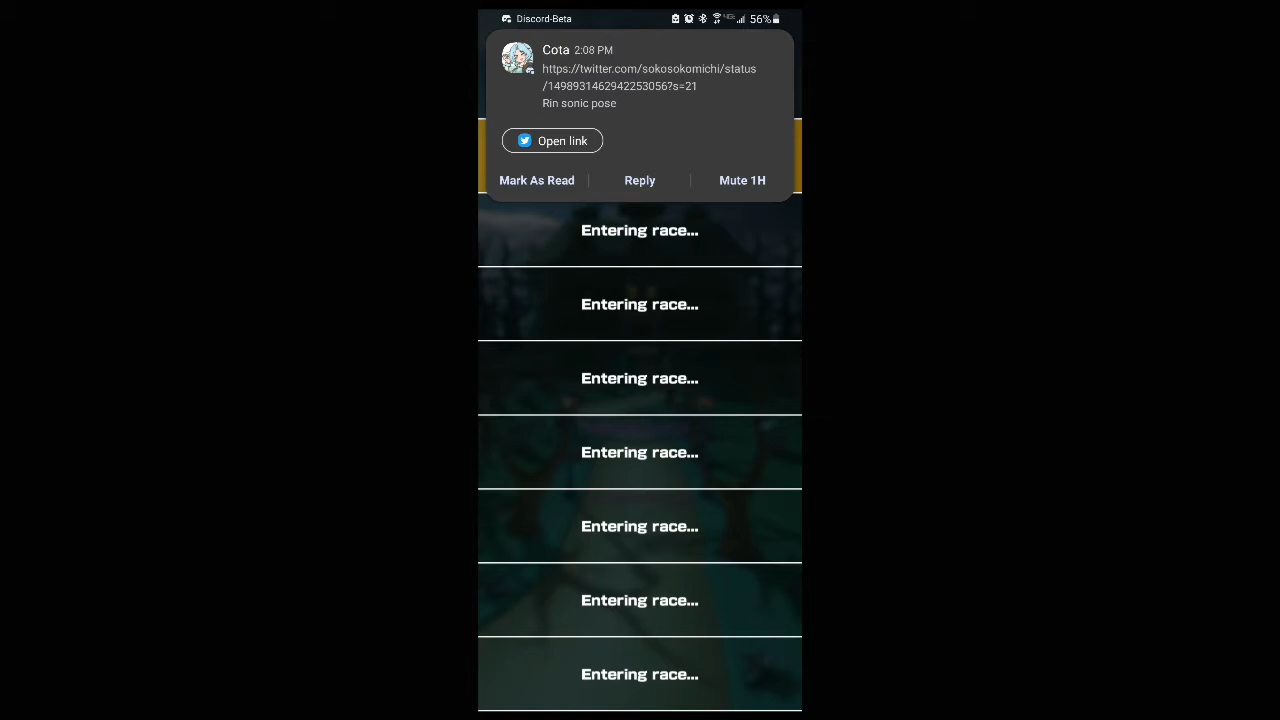 Discord-Beta 56%
Cota 2:08 PM
https://twitter.com/sokosokomichi/status
/1498931462942253056?s=21
Rin sonic pose
Open link
Mark As Read Reply Mute 1H
Entering race...
Entering race...
Entering race...
Entering race...
Entering race...
Entering race...
Entering race...